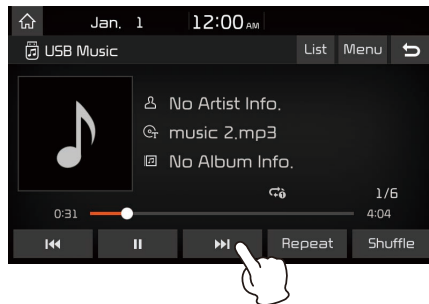 Jan. 1 12:00 AM
USB Music List Menu
No Artist Info.
music 2.mp3
No Album Info.
1/6
0:31 4:04
Repeat Shuffle